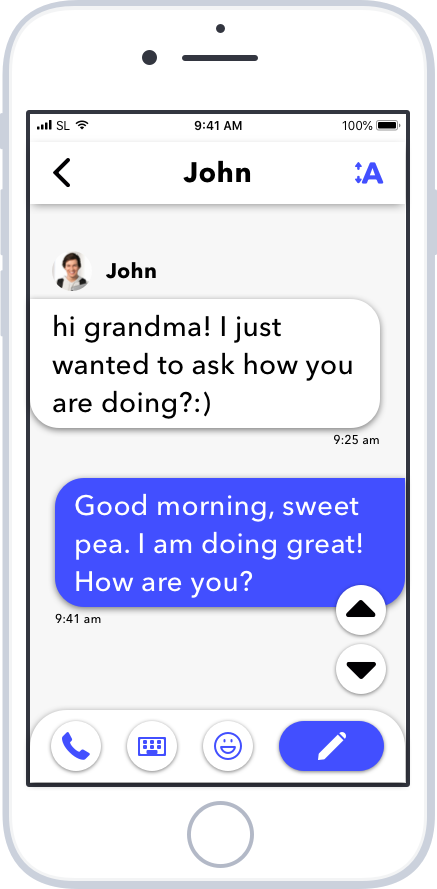 SL 9:41 AM 100%
John
A
John
hi grandma! I just
wanted to ask how you
are doing?:)
9:25 am
Good morning, sweet
pea. I am doing great!
How are you?
9:41 am